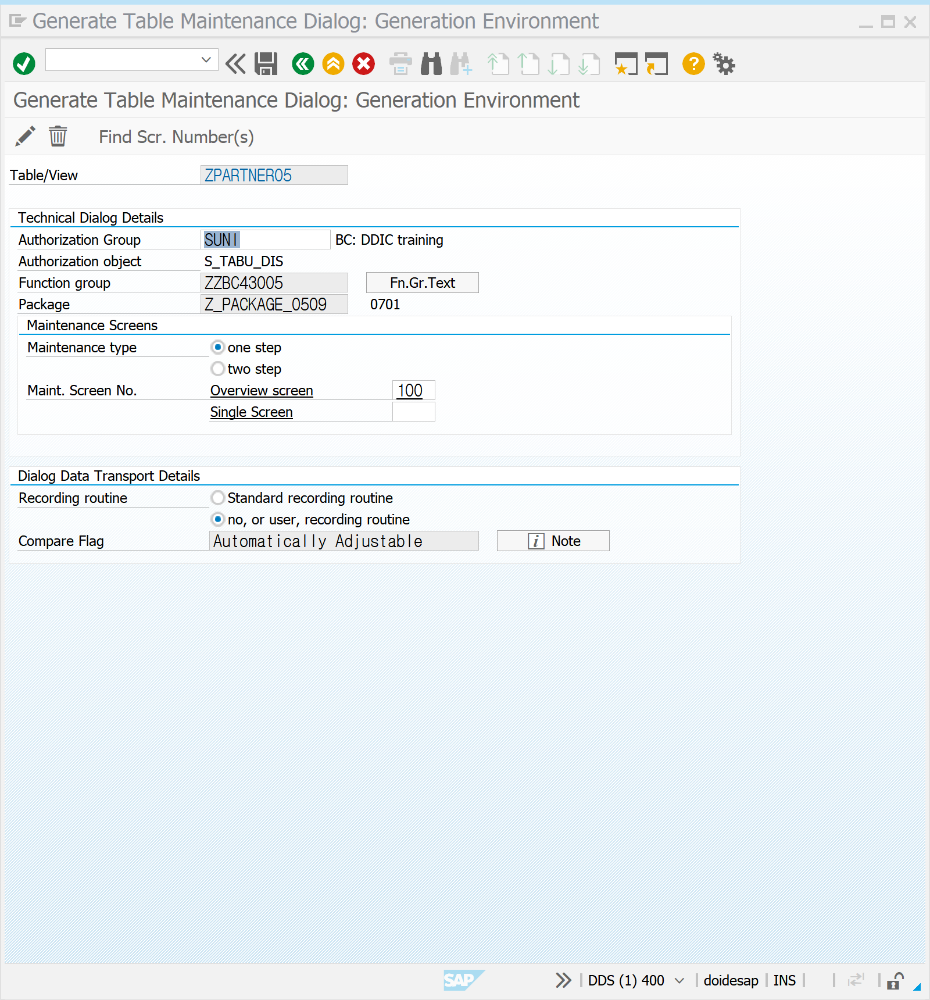 Generate Table Maintenance Dialog: Generation Environment
Generate Table Maintenance Dialog: Generation Environment
Find Scr. Number(s)
Table/View ZPARTNER05
Technical Dialog Details
Authorization Group SUNI BC: DDIC training
Authorization object S_TABU_DIS
Function group ZZBC43005 Fn.Gr.Text
Package Z_PACKAGE_0509 0701
Maintenance Screens
Maintenance type one step
two step
Maint. Screen No. Overview screen 100
Single Screen
Dialog Data Transport Details
Recording routine Standard recording routine
no, or user, recording routine
Compare Flag Automatically Adjustable i Note
SAP DDS (1) 400 doidesap INS